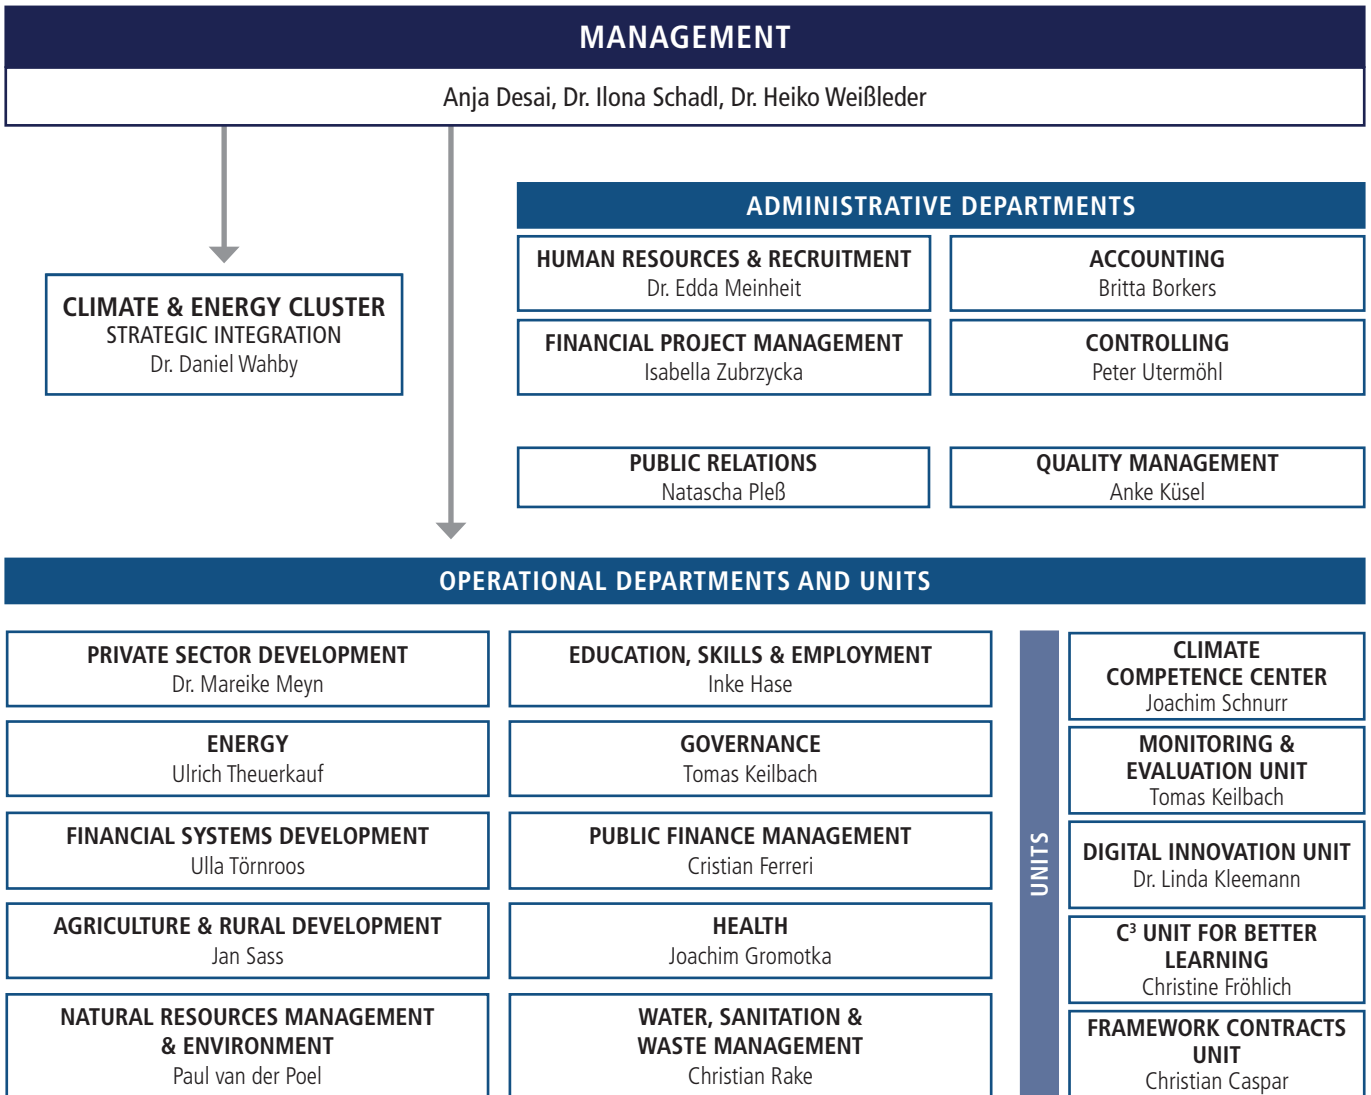 MANAGEMENT
Anja Desai, Dr. Ilona Schadl, Dr. Heiko Weißleder
CLIMATE & ENERGY CLUSTER
STRATEGIC INTEGRATION
Dr. Daniel Wahby
ADMINISTRATIVE DEPARTMENTS
HUMAN RESOURCES & RECRUITMENT
Dr. Edda Meinheit
ACCOUNTING
Britta Borkers
FINANCIAL PROJECT MANAGEMENT
Isabella Zubrzycka
CONTROLLING
Peter Utermöhl
PUBLIC RELATIONS
Natascha Pleß
QUALITY MANAGEMENT
Anke Küsel
OPERATIONAL DEPARTMENTS AND UNITS
PRIVATE SECTOR DEVELOPMENT
Dr. Mareike Meyn
EDUCATION, SKILLS & EMPLOYMENT
Inke Hase
ENERGY
Ulrich Theuerkauf
GOVERNANCE
Tomas Keilbach
FINANCIAL SYSTEMS DEVELOPMENT
Ulla Törnroos
PUBLIC FINANCE MANAGEMENT
Cristian Ferreri
AGRICULTURE & RURAL DEVELOPMENT
Jan Sass
HEALTH
Joachim Gromotka
NATURAL RESOURCES MANAGEMENT
& ENVIRONMENT
Paul van der Poel
WATER, SANITATION &
WASTE MANAGEMENT
Christian Rake
UNITS
CLIMATE
COMPETENCE CENTER
Joachim Schnurr
MONITORING &
EVALUATION UNIT
Tomas Keilbach
DIGITAL INNOVATION UNIT
Dr. Linda Kleemann
C³ UNIT FOR BETTER
LEARNING
Christine Fröhlich
FRAMEWORK CONTRACTS
UNIT
Christian Caspar